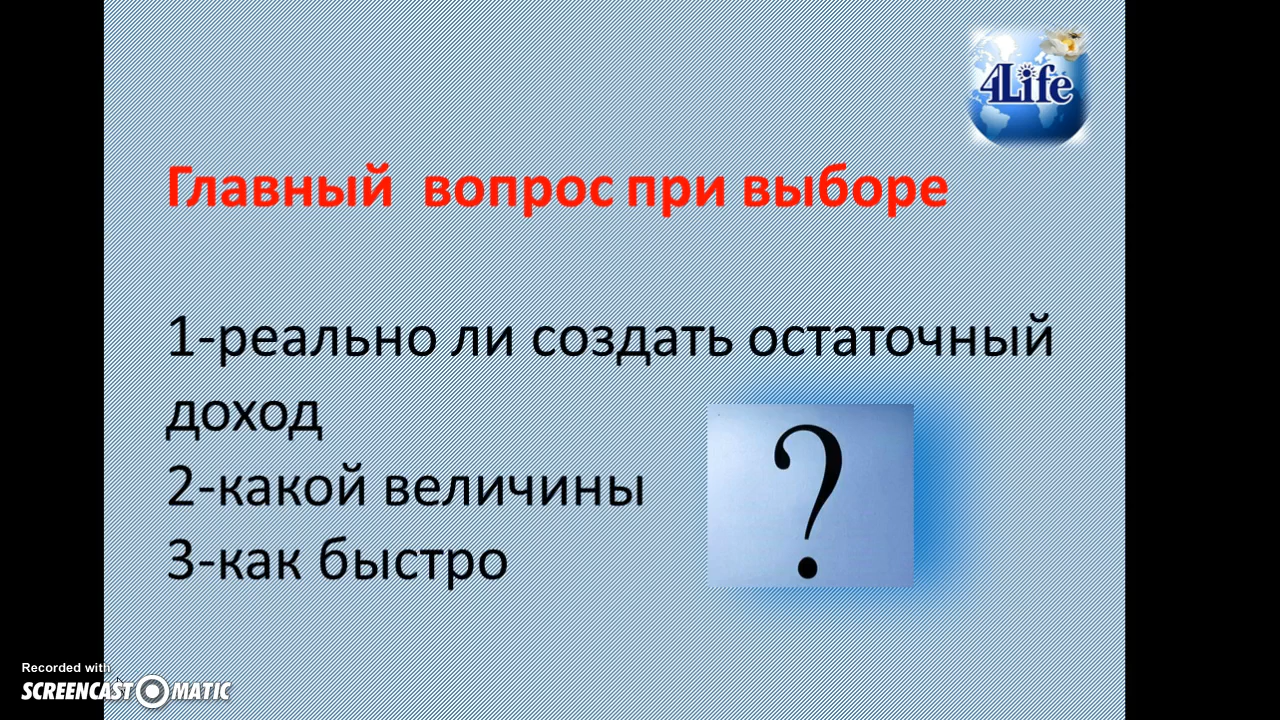 4Life
Главный вопрос при выборе
1-реально ли создать остаточный
доход
2-какой величины
?
3-как быстро
Recorded with
SCREENCAST-O-MATIC